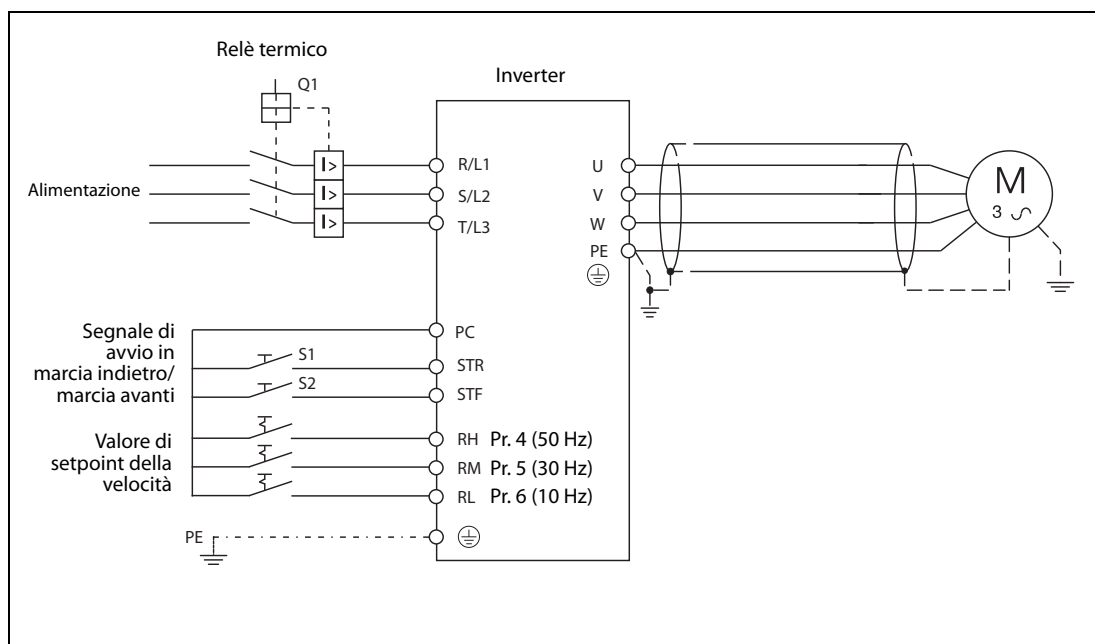 Relè termico
Q1
Inverter
Alimentazione
I>
I>
I>
R/L1
S/L2
T/L3
U
V
W
PE
M
3
Segnale di
avvio in
marcia indietro/
marcia avanti
S1
S2
PC
STR
STF
Valore di
setpoint della
velocità
RH Pr. 4 (50 Hz)
RM Pr. 5 (30 Hz)
RL Pr. 6 (10 Hz)
PE